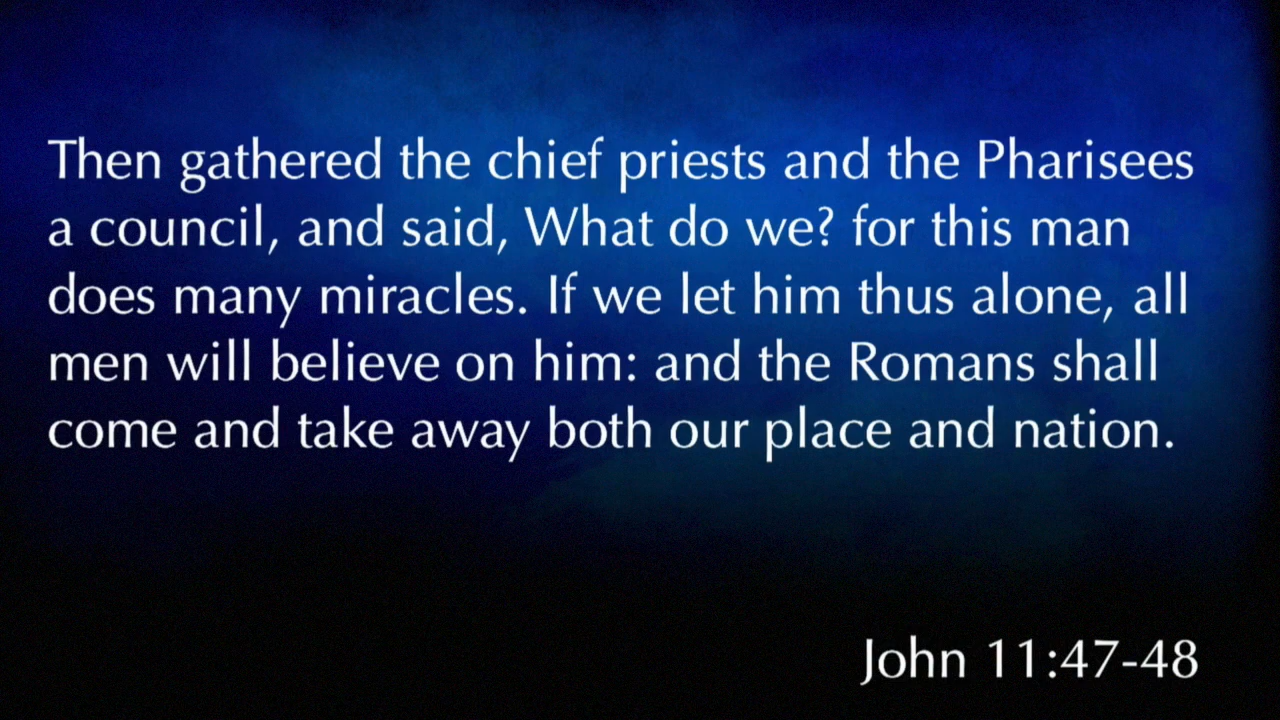 Then gathered the chief priests and the Pharisees
a council, and said, What do we? for this man
does many miracles. If we let him thus alone, all
men will believe on him: and the Romans shall
come and take away both our place and nation.
John 11:47-48